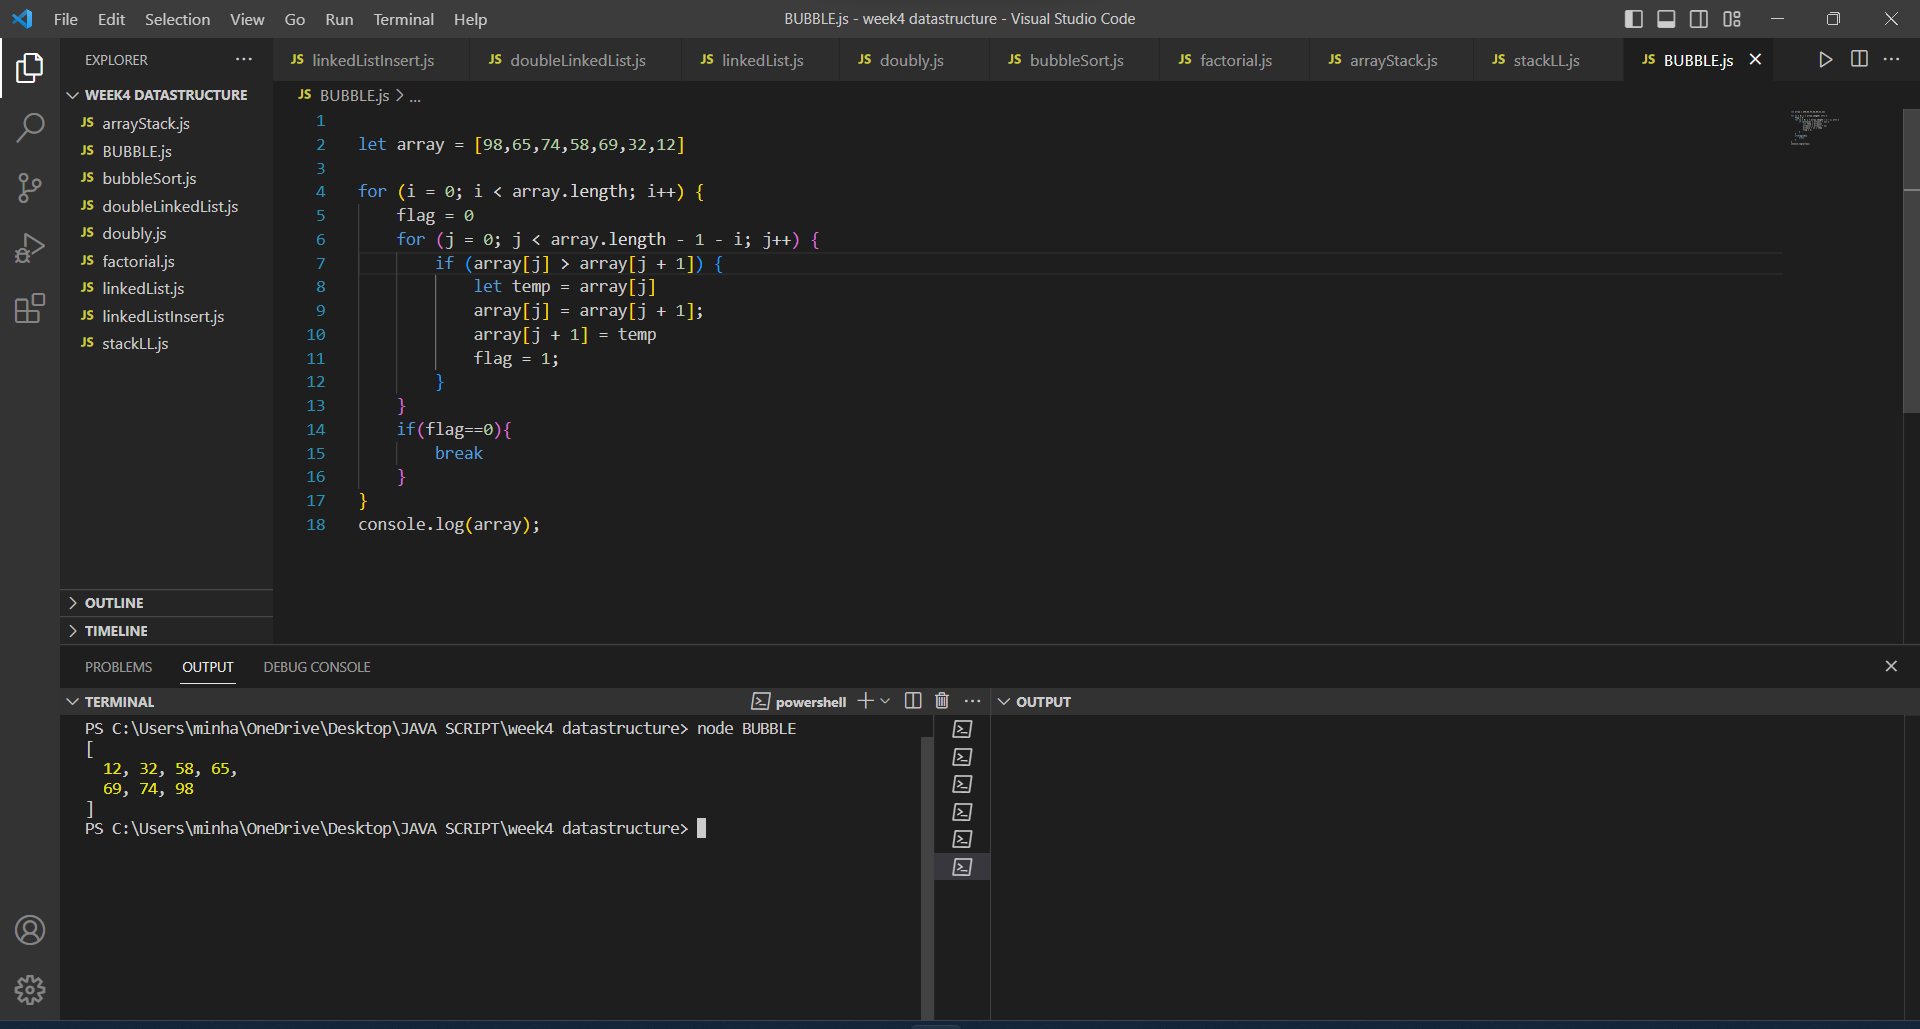 File Edit Selection View Go Run Terminal Help
BUBBLE.js - week4 datastructure - Visual Studio Code
EXPLORER
WEEK4 DATASTRUCTURE
JS arrayStack.js
JS BUBBLE.js
JS bubbleSort.js
JS doubleLinkedList.js
JS doubly.js
JS factorial.js
JS linkedList.js
JS linkedListInsert.js
JS stackLL.js
OUTLINE
TIMELINE
JS linkedListInsert.js JS doubleLinkedList.js JS linkedList.js JS doubly.js JS bubbleSort.js JS factorial.js JS arrayStack.js JS stackLL.js JS BUBBLE.js
JS BUBBLE.js > ...
1
2 let array = [98,65,74,58,69,32,12]
3
4 for (i = 0; i < array.length; i++) {
5 flag = 0
6 for (j = 0; j < array.length - 1 - i; j++) {
7 if (array[j] > array[j + 1]) {
8 let temp = array[j]
9 array[j] = array[j + 1];
10 array[j + 1] = temp
11 flag = 1;
12 }
13 }
14 if(flag==0){
15 break
16 }
17 }
18 console.log(array);
PROBLEMS OUTPUT DEBUG CONSOLE
TERMINAL
powershell
PS C:\Users\minha\OneDrive\Desktop\JAVA SCRIPT\week4 datastructure> node BUBBLE
[
12, 32, 58, 65,
69, 74, 98
]
PS C:\Users\minha\OneDrive\Desktop\JAVA SCRIPT\week4 datastructure>
OUTPUT